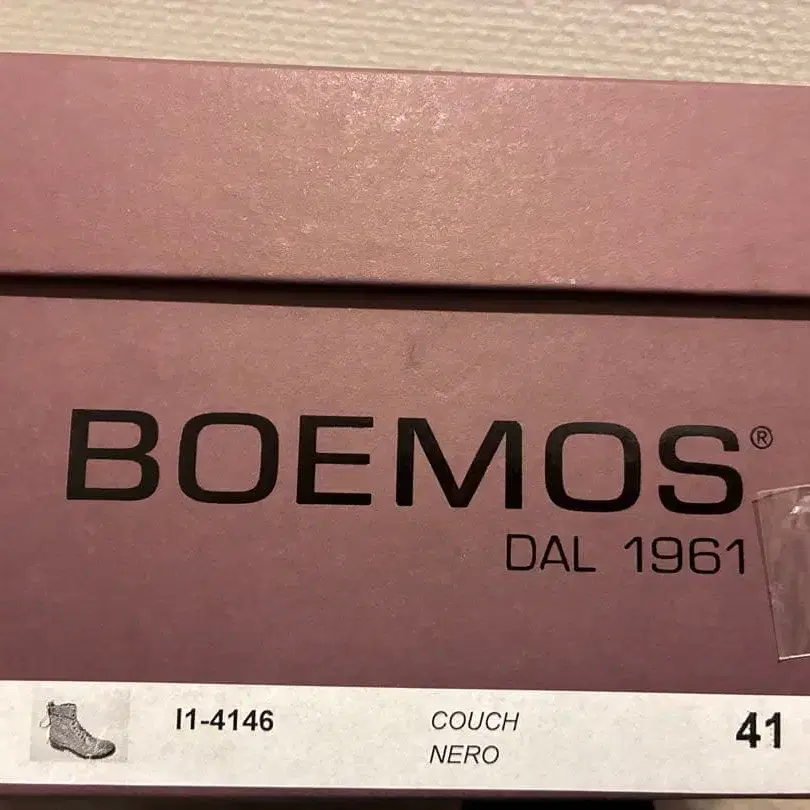 BOEMOS®
DAL 1961
I1-4146
COUCH
NERO
41